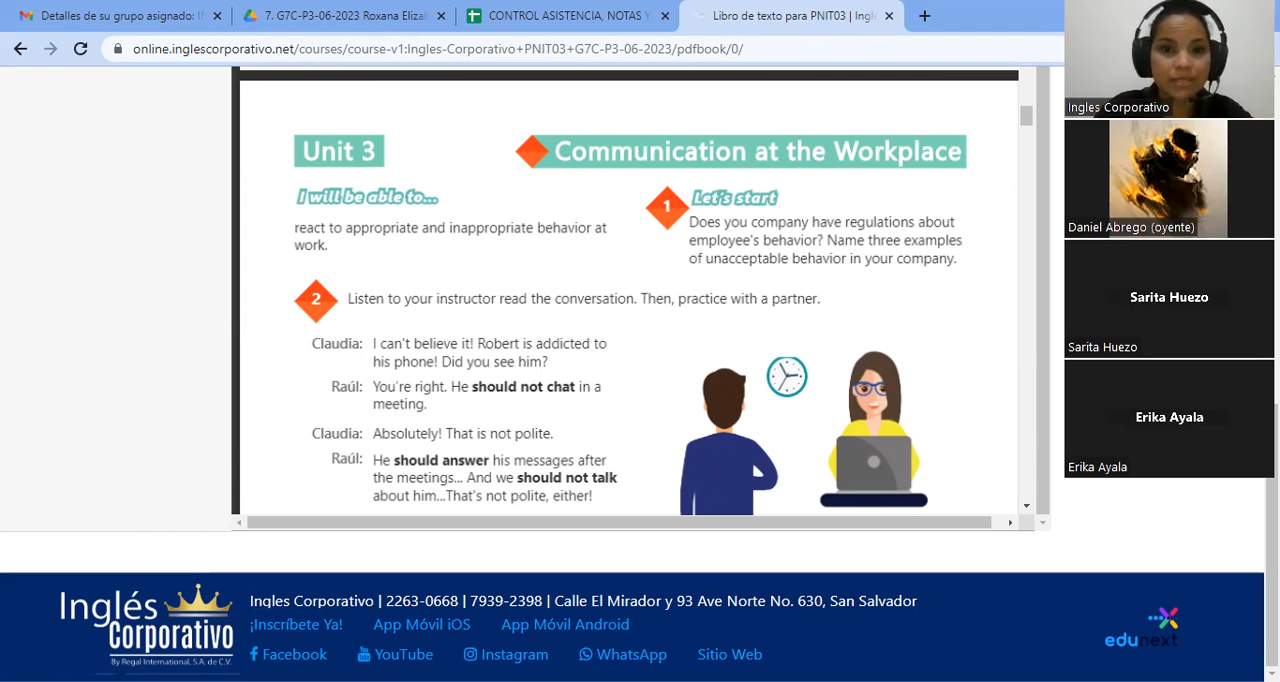 Detalles de su grupo asignado: I
7. G7C-P3-06-2023 Roxana Elizab
CONTROL ASISTENCIA, NOTAS Y
Libro de texto para PNIT03 | Ingle
online.inglescorporativo.net/courses/course-v1:Ingles-Corporativo+PNIT03+G7C-P3-06-2023/pdfbook/0/
Unit 3
Communication at the Workplace
I will be able to...
react to appropriate and inappropriate behavior at
work.
1
Let's start
Does you company have regulations about
employee's behavior? Name three examples
of unacceptable behavior in your company.
2
Listen to your instructor read the conversation. Then, practice with a partner.
Claudia: I can't believe it! Robert is addicted to
his phone! Did you see him?
Raúl: You're right. He should not chat in a
meeting.
Claudia: Absolutely! That is not polite.
Raúl: He should answer his messages after
the meetings... And we should not talk
about him...That's not polite, either!
Ingles Corporativo
Daniel Abrego (oyente)
Sarita Huezo
Sarita Huezo
Erika Ayala
Erika Ayala
Inglés
Corporativo
By Regal International, S.A. de C.V.
Ingles Corporativo | 2263-0668 | 7939-2398 | Calle El Mirador y 93 Ave Norte No. 630, San Salvador
¡Inscríbete Ya! App Móvil iOS App Móvil Android
Facebook YouTube Instagram WhatsApp Sitio Web
edunext